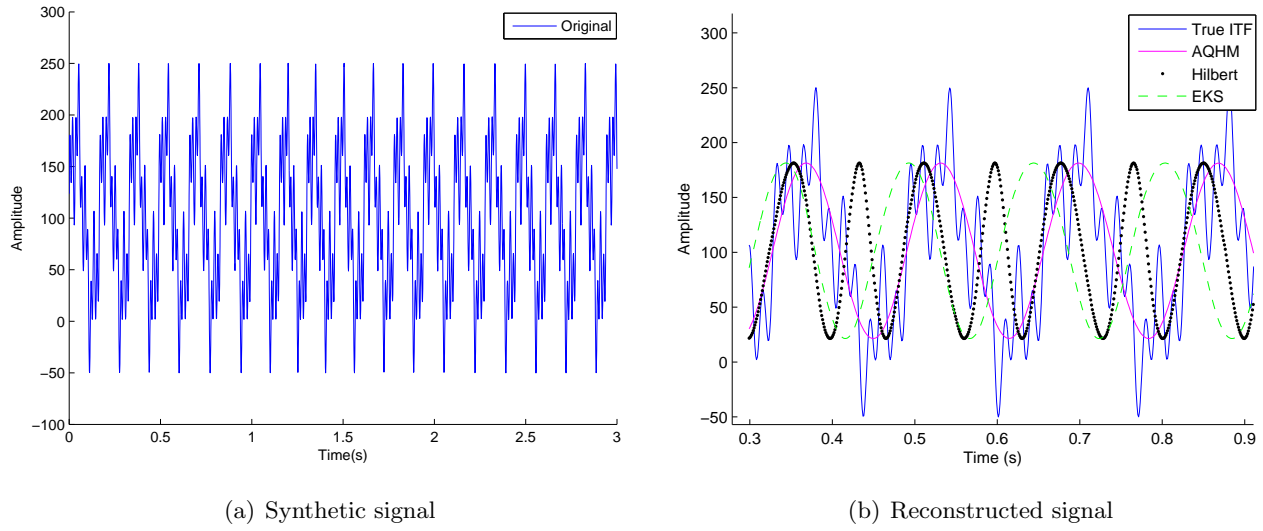 300
250
200
150
100
50
0
−50
−100
Amplitude
0
0.5
1
1.5
2
2.5
3
Time(s)
Original
(a) Synthetic signal
300
250
200
150
100
50
0
−50
Amplitude
0.3
0.4
0.5
0.6
0.7
0.8
0.9
Time (s)
True ITF
AQHM
Hilbert
EKS
(b) Reconstructed signal